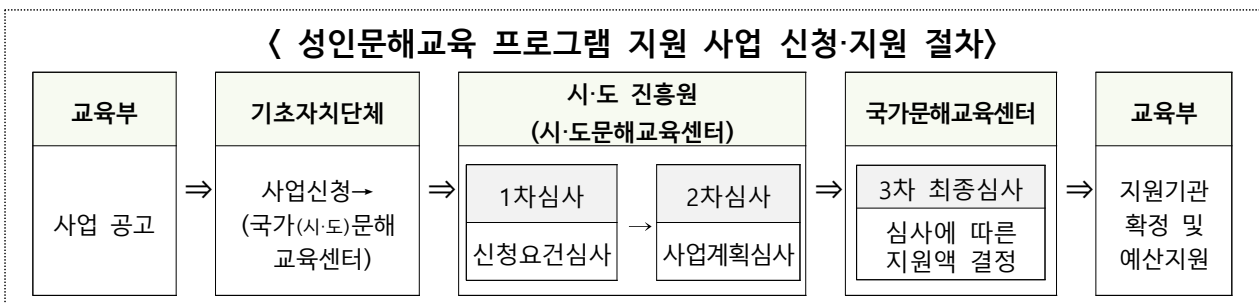 〈 성인문해교육 프로그램 지원 사업 신청·지원 절차〉
교육부
사업 공고
⇒
기초자치단체
사업신청→
(국가(시·도)문해
교육센터)
⇒
시·도 진흥원
(시·도문해교육센터)
1차심사
신청요건심사
→
2차심사
사업계획심사
⇒
국가문해교육센터
3차 최종심사
심사에 따른
지원액 결정
⇒
교육부
지원기관
확정 및
예산지원